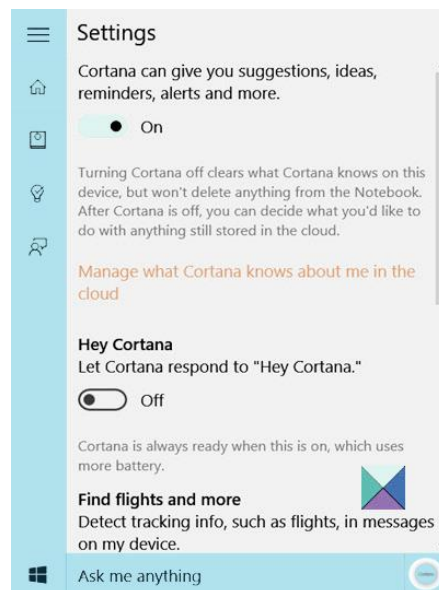 Settings
Cortana can give you suggestions, ideas,
reminders, alerts and more.
On
Turning Cortana off clears what Cortana knows on this
device, but won't delete anything from the Notebook.
After Cortana is off, you can decide what you'd like to
do with anything still stored in the cloud.
Manage what Cortana knows about me in the
cloud
Hey Cortana
Let Cortana respond to "Hey Cortana."
Off
Cortana is always ready when this is on, which uses
more battery.
Find flights and more
Detect tracking info, such as flights, in messages
on my device.
Ask me anything